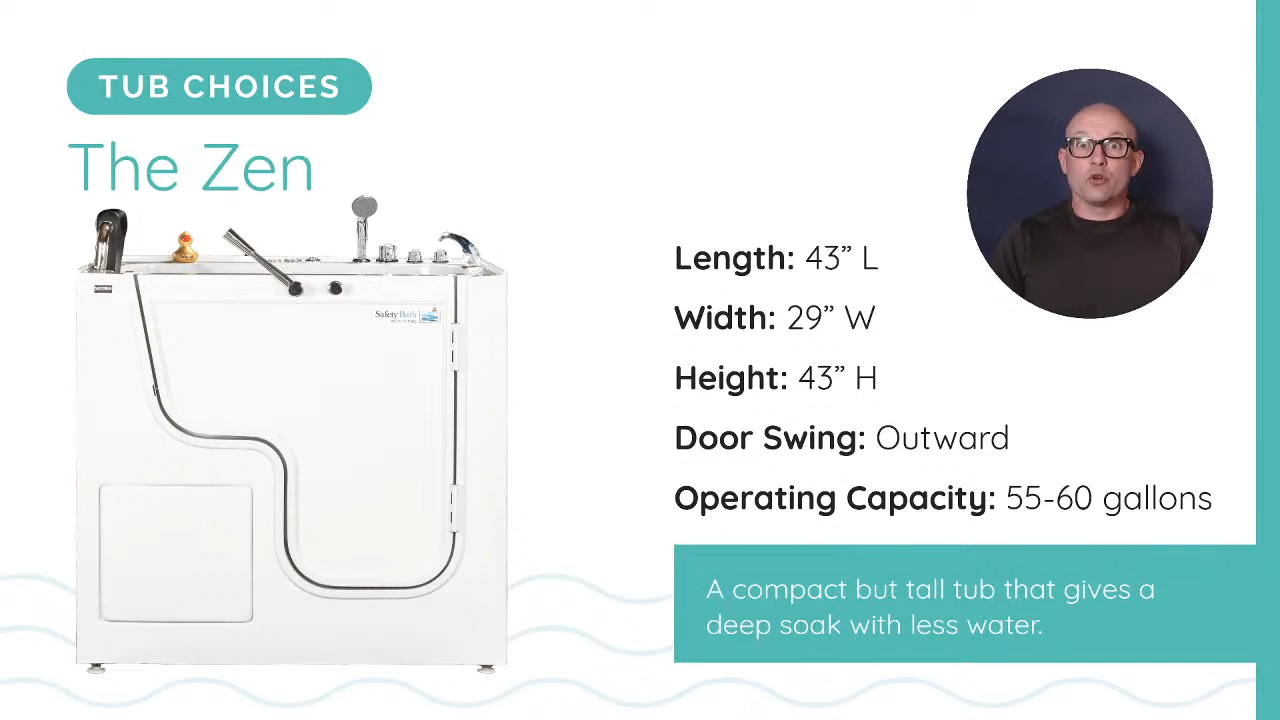 TUB CHOICES
The Zen
Safety Bath
Length: 43” L
Width: 29” W
Height: 43” H
Door Swing: Outward
Operating Capacity: 55-60 gallons
A compact but tall tub that gives a
deep soak with less water.